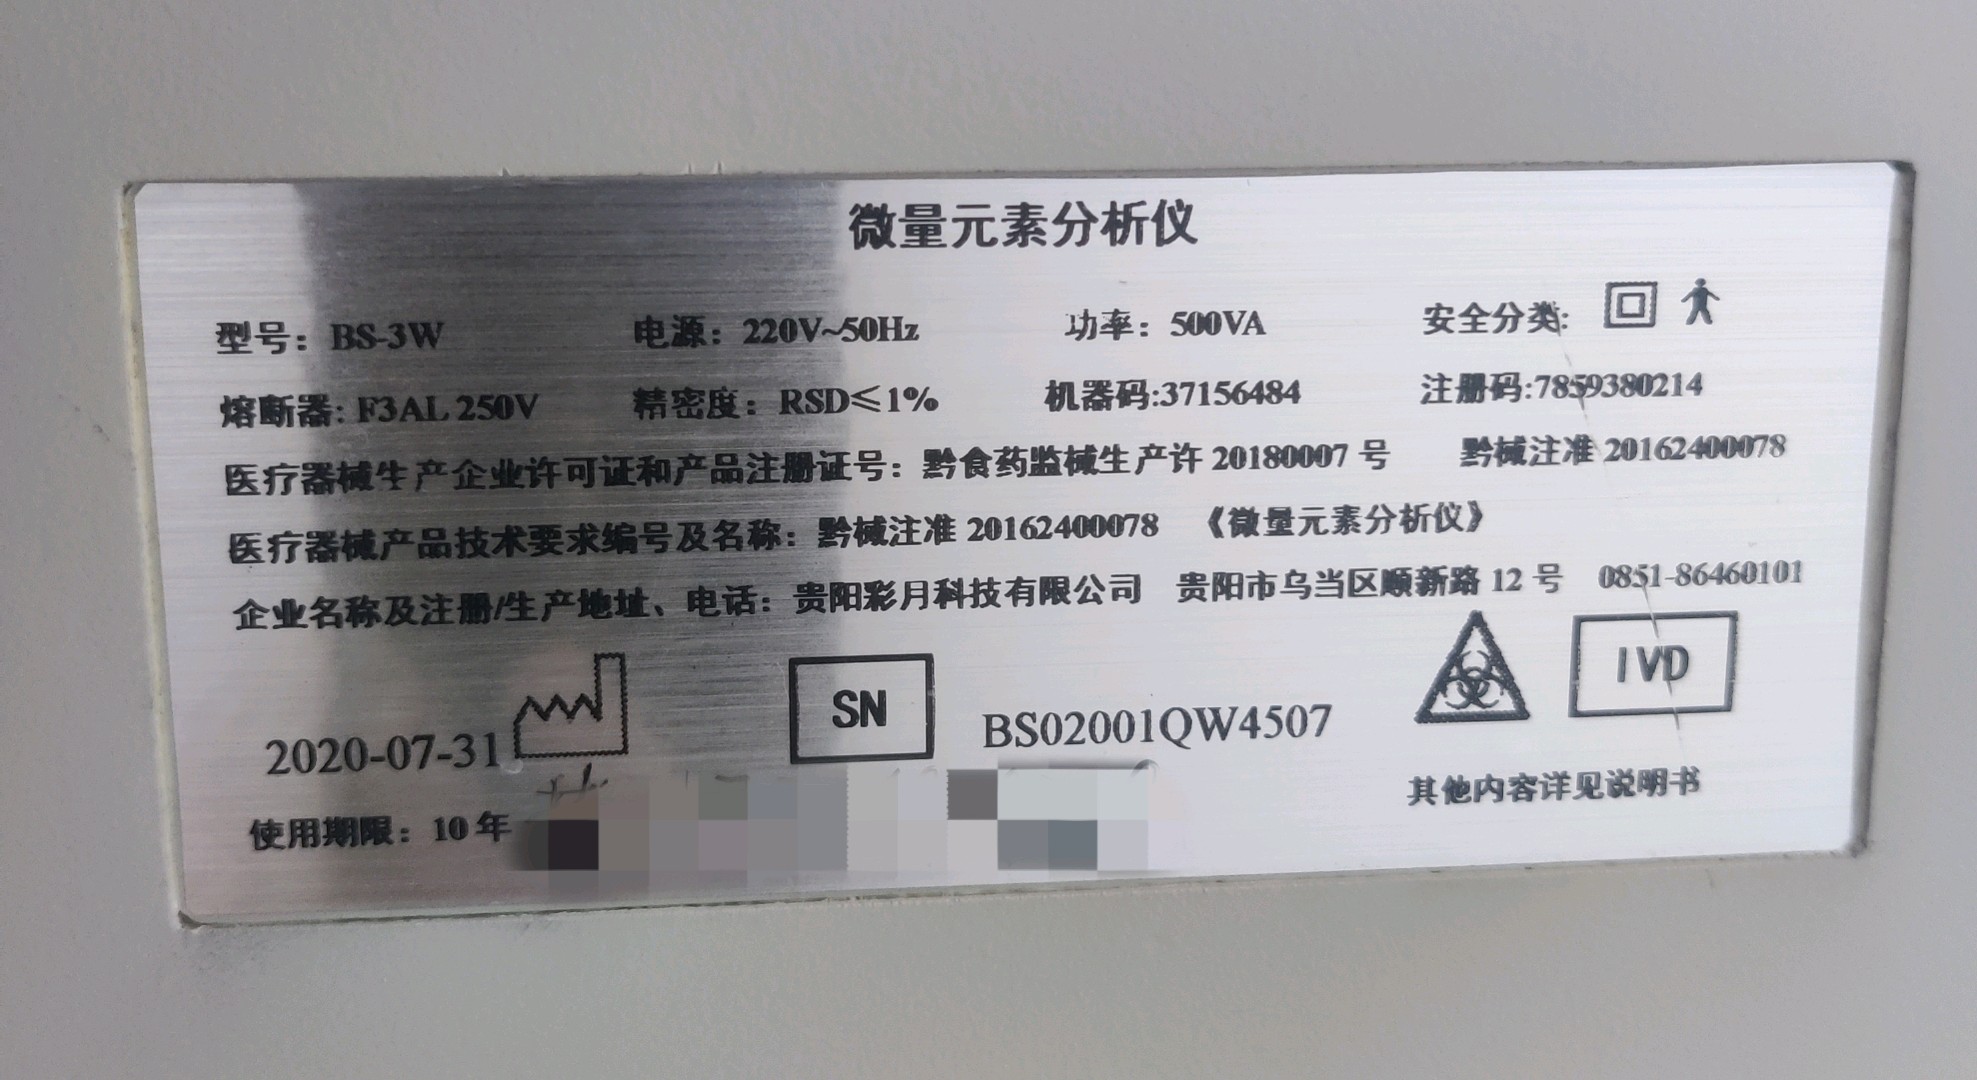 微量元素分析仪
型号：BS-3W 电源：220V~50Hz 功率：500VA 安全分类:
熔断器: F3AL 250V 精密度：RSD≤1% 机器码:37156484 注册码:7859380214
医疗器械生产企业许可证和产品注册证号：黔食药监械生产许 20180007 号 黔械注准 20162400078
医疗器械产品技术要求编号及名称：黔械注准 20162400078 《微量元素分析仪》
企业名称及注册/生产地址、电话：贵阳彩月科技有限公司 贵阳市乌当区顺新路 12 号 0851-86460101
2020-07-31 SN BS02001QW4507 IVD
使用期限：10 年 其他内容详见说明书